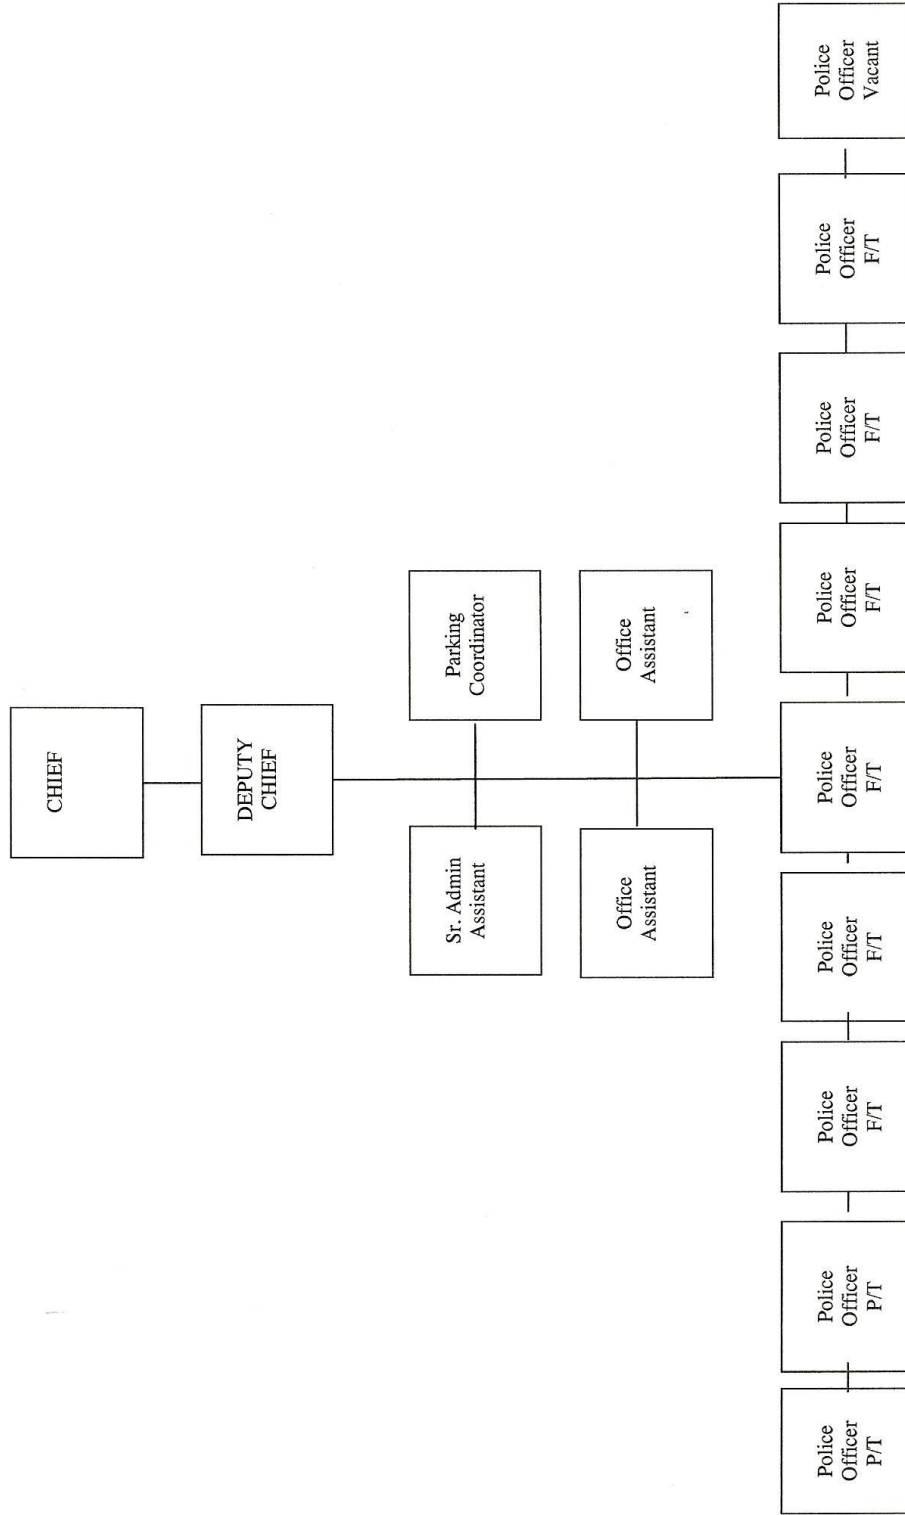 CHIEF
DEPUTY
CHIEF
Sr. Admin
Assistant
Parking
Coordinator
Office
Assistant
Office
Assistant
Police
Officer
P/T
Police
Officer
P/T
Police
Officer
F/T
Police
Officer
F/T
Police
Officer
F/T
Police
Officer
F/T
Police
Officer
F/T
Police
Officer
F/T
Police
Officer
Vacant